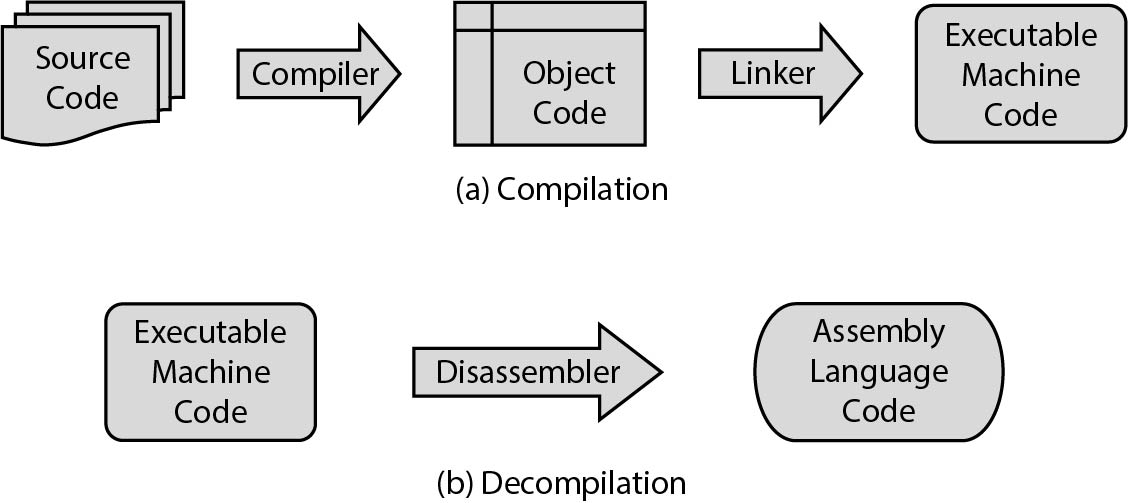 Source
Code
Compiler
Object
Code
Linker
Executable
Machine
Code
(a) Compilation
Executable
Machine
Code
Disassembler
Assembly
Language
Code
(b) Decompilation